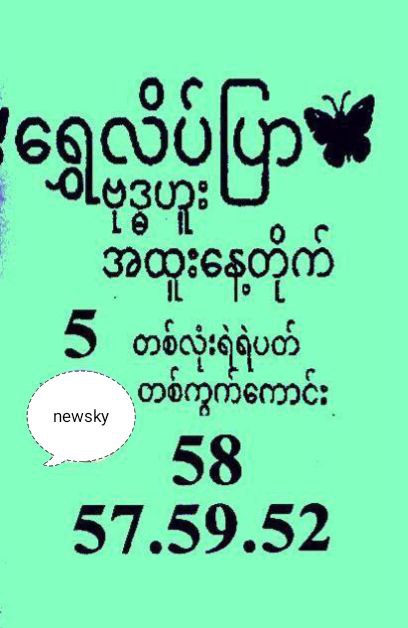 ရွှေလိပ်ပြာ
ဗုဒ္ဓဟူး
အထူးနေ့တိုက်
5 တစ်လုံးရဲရဲပတ်
တစ်ကွက်ကောင်း
newsky
58
57.59.52